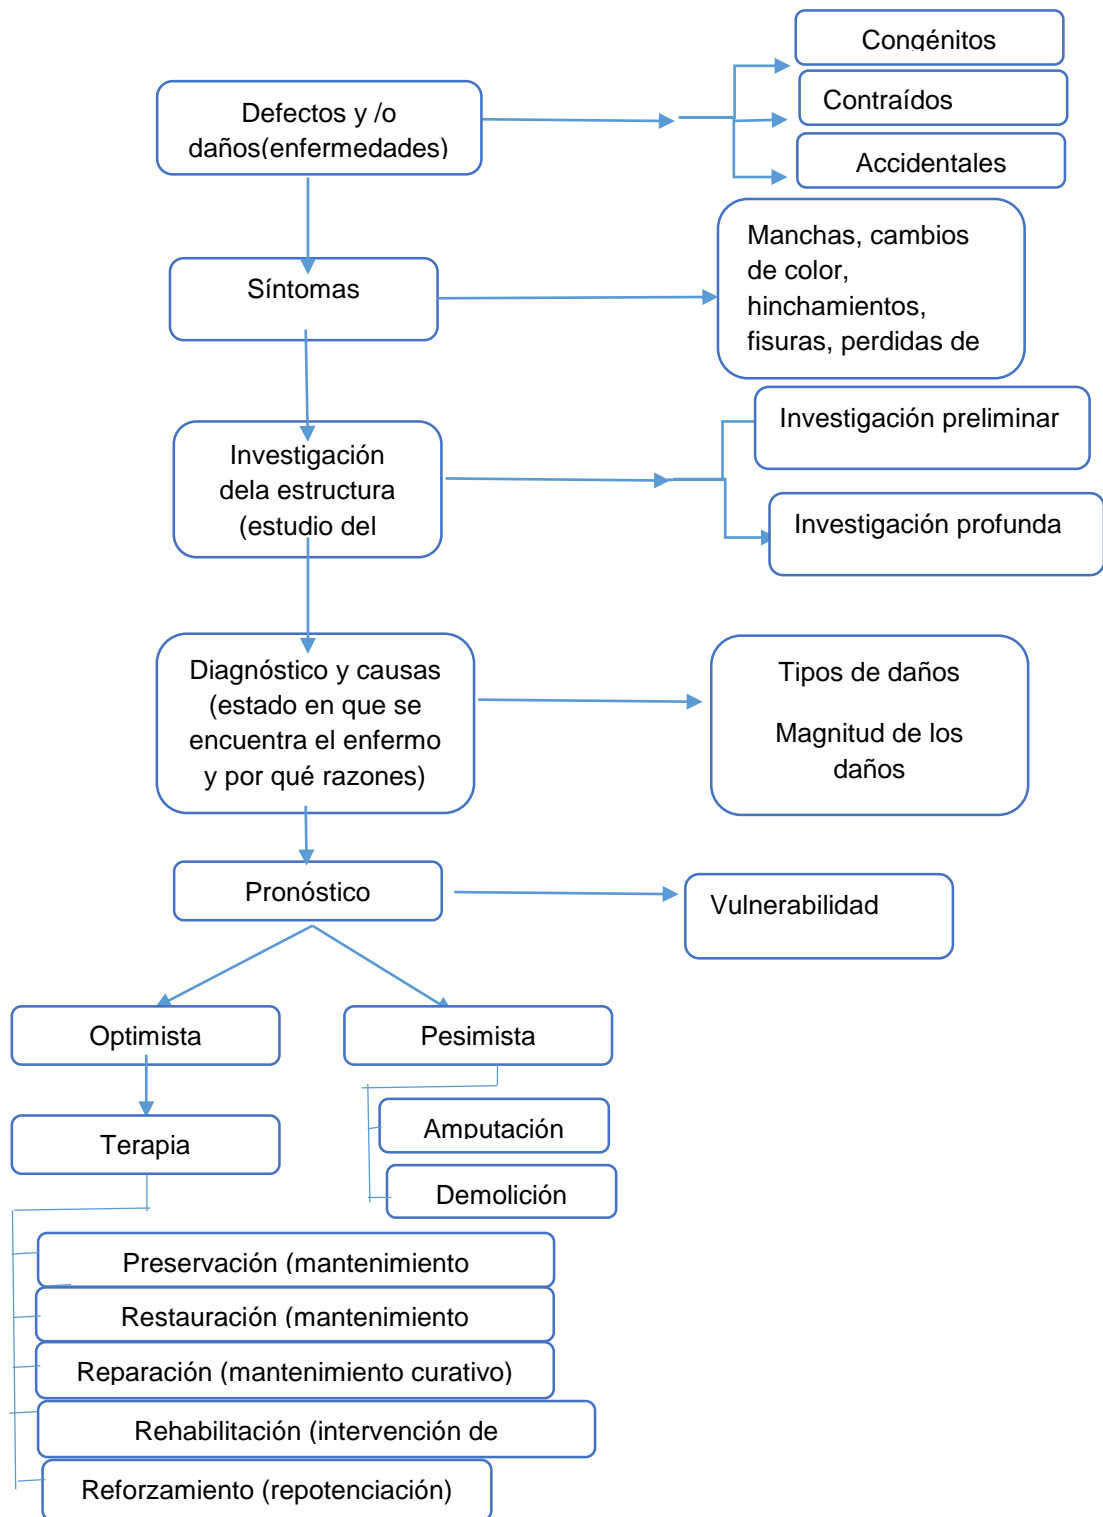 Congénitos
Defectos y /o
daños(enfermedades)
Contraídos
Accidentales
Síntomas
Manchas, cambios
de color,
hinchamientos,
fisuras, perdidas de
Investigación
dela estructura
(estudio del
Investigación preliminar
Investigación profunda
Diagnóstico y causas
(estado en que se
encuentra el enfermo
y por qué razones)
Tipos de daños
Magnitud de los
daños
Pronóstico
Vulnerabilidad
Optimista
Pesimista
Terapia
Amputación
Demolición
Preservación (mantenimiento
Restauración (mantenimiento
Reparación (mantenimiento curativo)
Rehabilitación (intervención de
Reforzamiento (repotenciación)